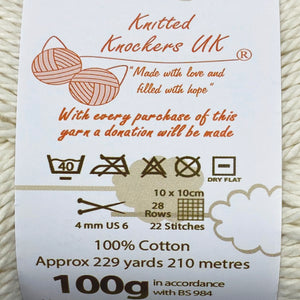 Knitted
Knockers UK
®
"Made with love and
filled with hope"
With every purchase of this
yarn a donation will be made
40
DRY FLAT
10 x 10cm
28
Rows
4 mm US 6
22 Stitches
100% Cotton
Approx 229 yards 210 metres
100g in accordance
with BS 984